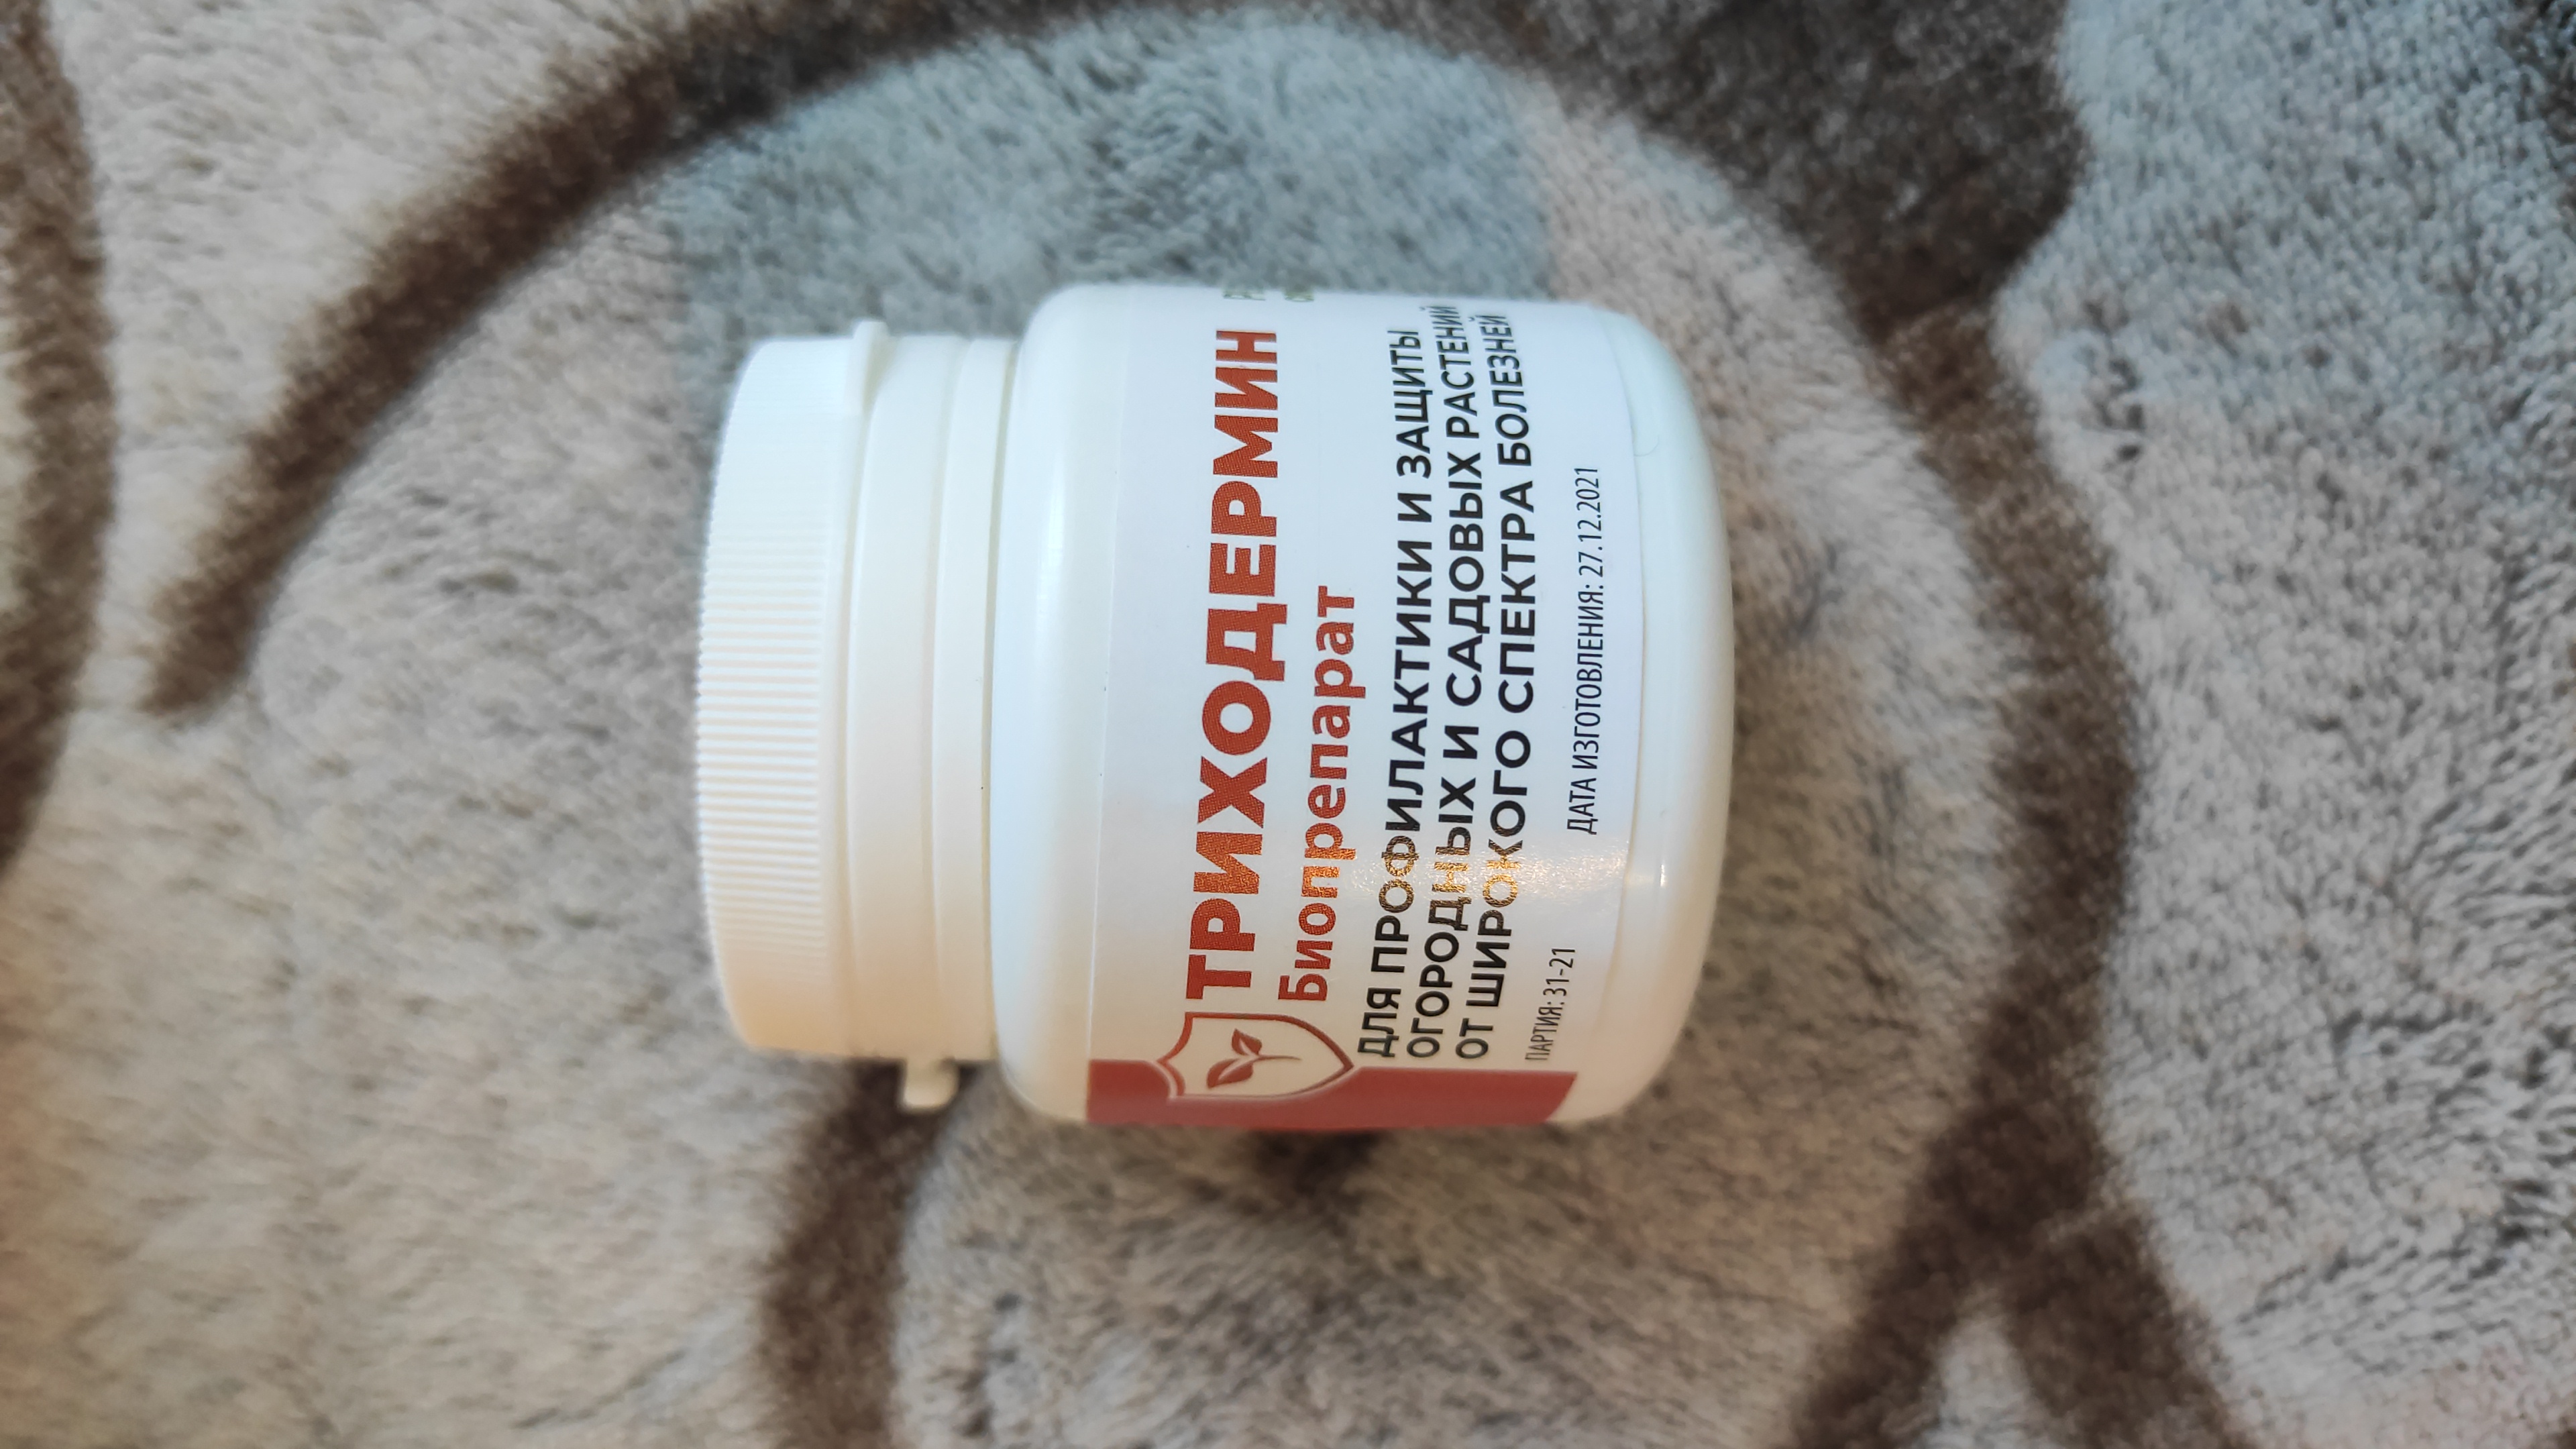 ТРИХОДЕРМИН
Биопрепарат
ДЛЯ ПРОФИЛАКТИКИ И ЗАЩИТЫ
ОГОРОДНЫХ И САДОВЫХ РАСТЕНИЙ
ОТ ШИРОКОГО СПЕКТРА БОЛЕЗНЕЙ
ПАРТИЯ: 31-21
ДАТА ИЗГОТОВЛЕНИЯ: 27.12.2021